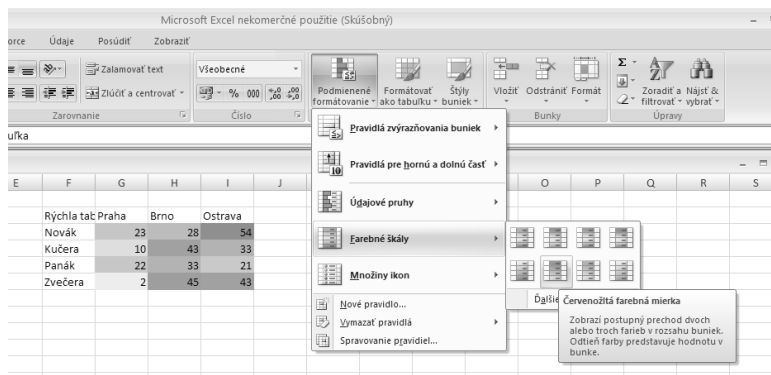 Microsoft Excel nekomerčné použitie (Skúšobný)
orce Údaje Posúdiť Zobraziť
Zalamovať text
Všeobecné
Zlúčiť a centrovať
% 000
Zarovnanie
Číslo
Podmienené formátovanie
Formátovať ako tabuľku
Štýly buniek
Vložiť Odstrániť Formát
Bunky
Zoradiť a filtrovať
Nájsť & vybrať
Úpravy
uľka
E F G H I J O P Q R S
Rýchla tab Praha Brno Ostrava
Novák 23 28 54
Kučera 10 43 33
Panák 22 33 21
Zvečera 2 45 43
Pravidlá zvýrazňovania buniek
Pravidlá pre hornú a dolnú časť
Údajové pruhy
Farebné škály
Množiny ikon
Nové pravidlo...
Vymazať pravidlá
Spravovanie pravidiel...
Ďalšie
Červenožltá farebná mierka
Zobrazí postupný prechod dvoch
alebo troch farieb v rozsahu buniek.
Odtieň farby predstavuje hodnotu v
bunke.